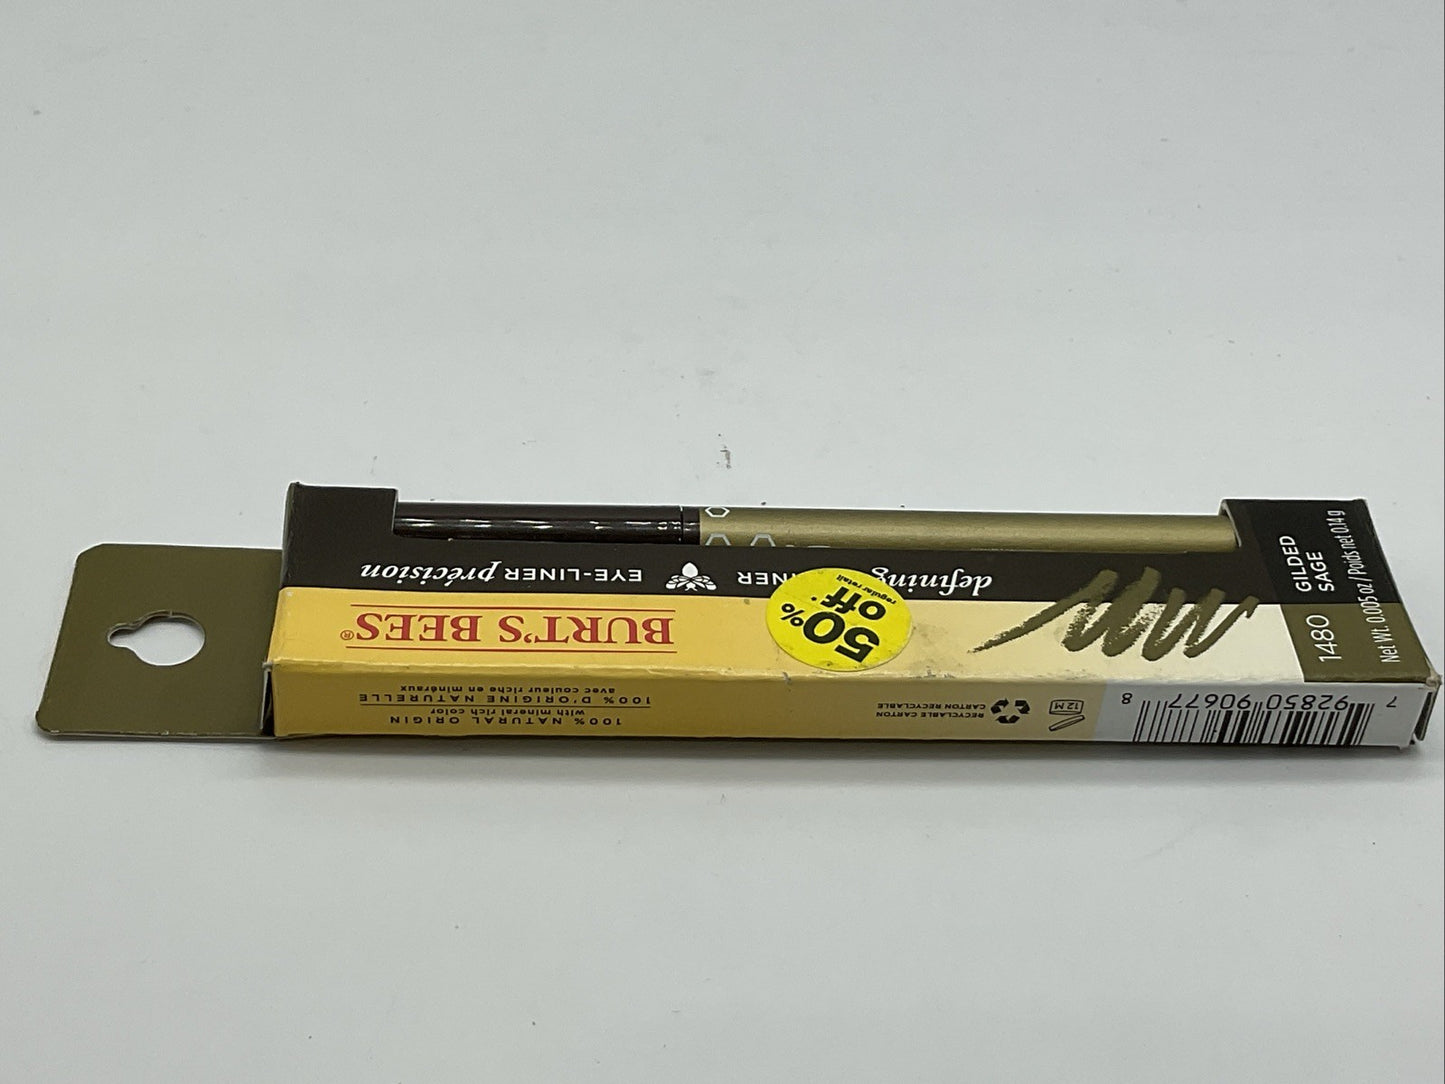 defining
EYE-LINER précision
BURT'S BEES®
50%
off*
regular retail
1480
GILDED
SAGE
Net Wt. 0.005 oz / Poids net 0.14 g
100% NATURAL ORIGIN
with mineral rich color
100% D'ORIGINE NATURELLE
avec couleur riche en minéraux
RECYCLABLE CARTON
CARTON RECYCLABLE
12 M
7 92850 90677 8